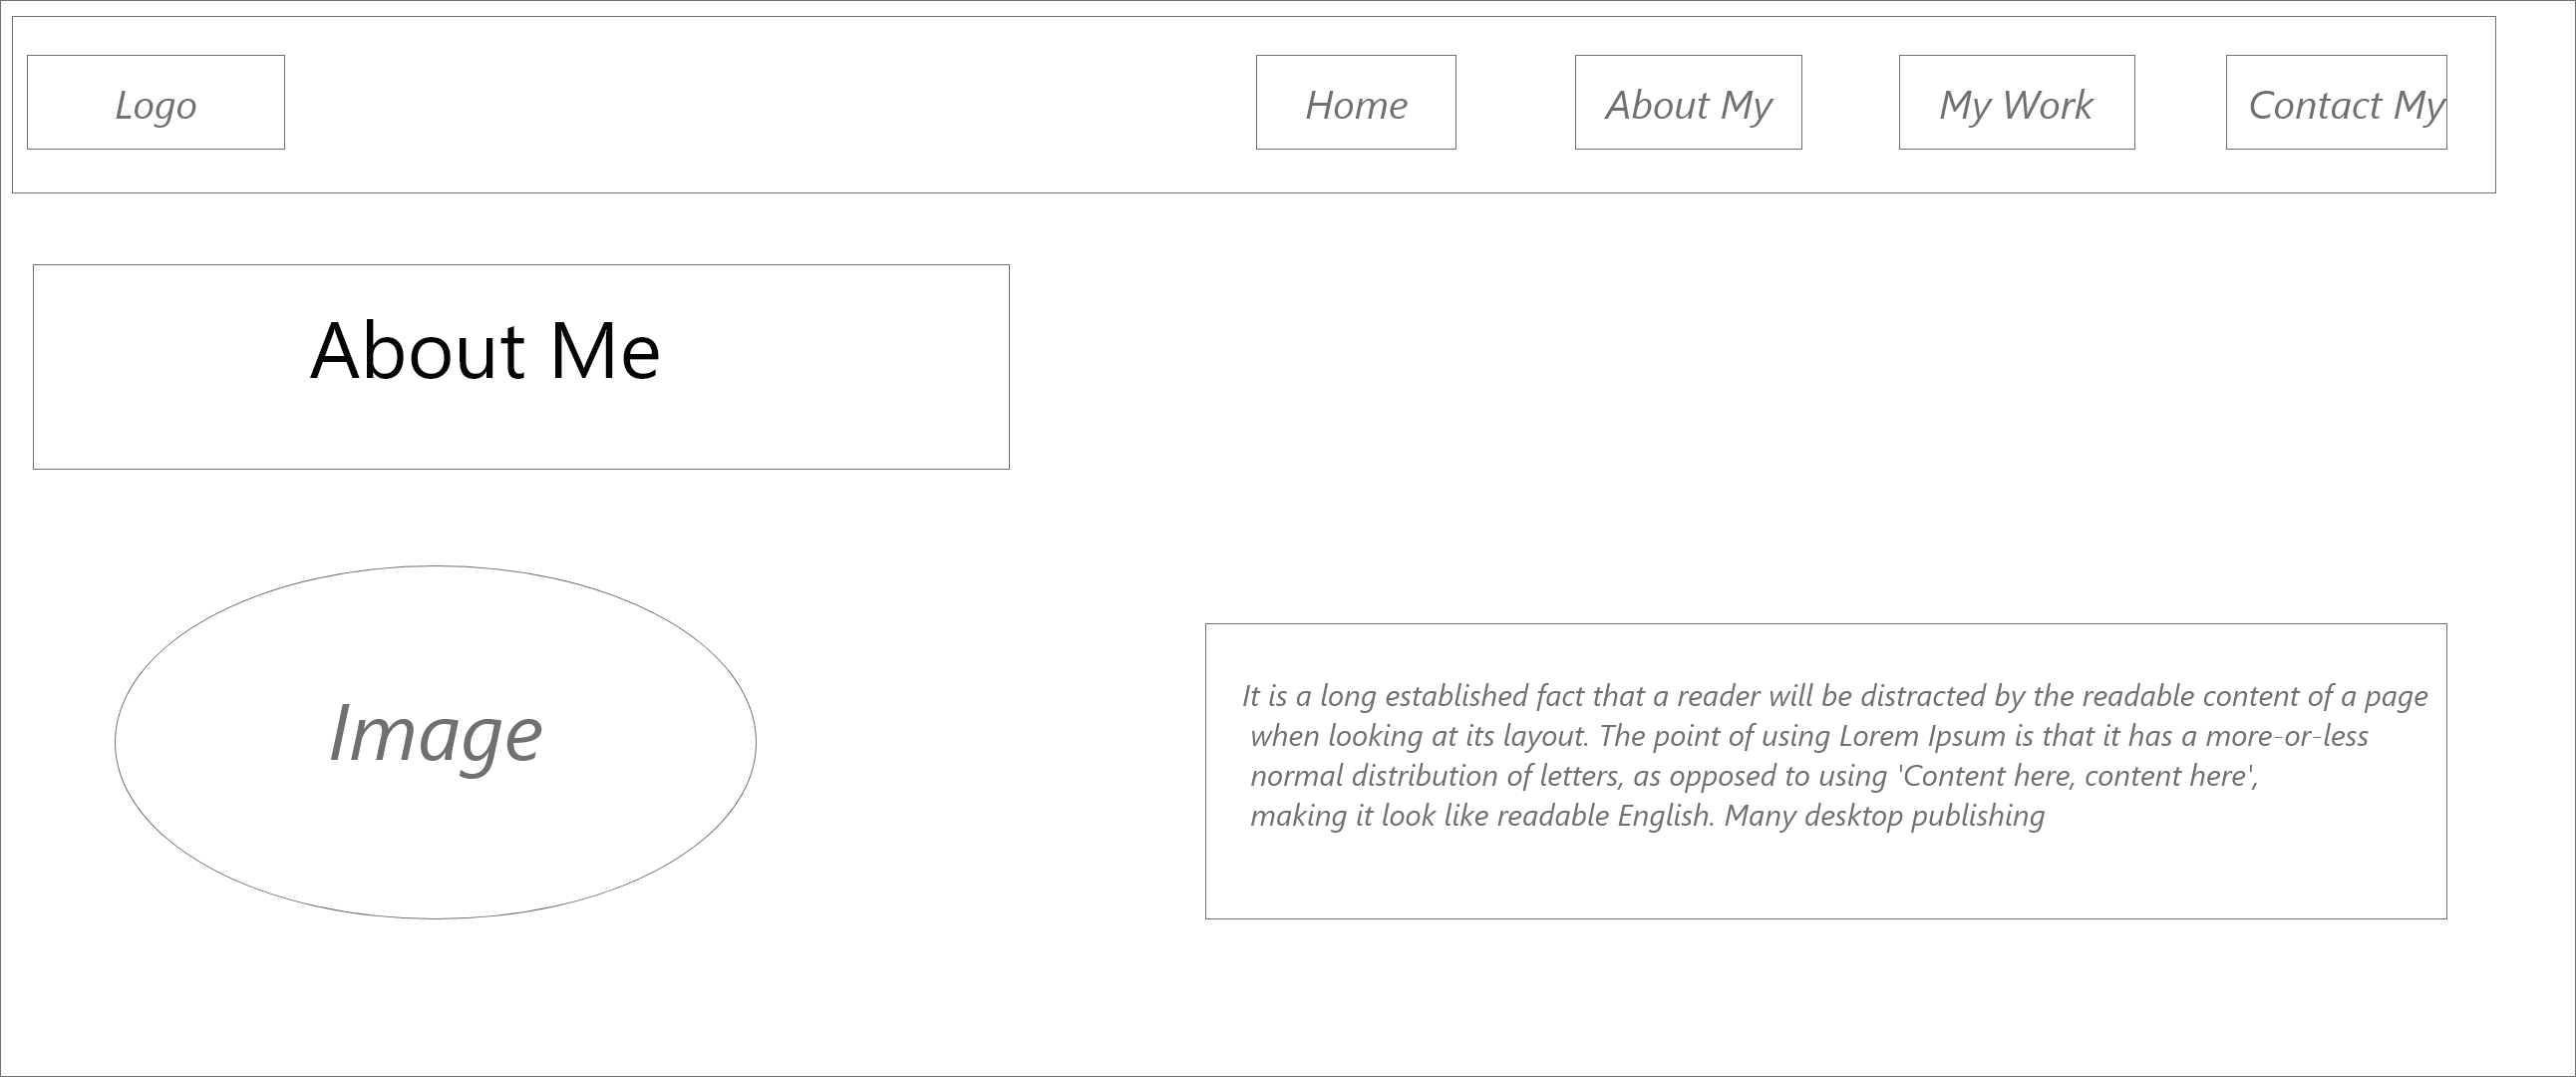 Logo
Home
About My
My Work
Contact My
About Me
Image
It is a long established fact that a reader will be distracted by the readable content of a page
when looking at its layout. The point of using Lorem Ipsum is that it has a more-or-less
normal distribution of letters, as opposed to using 'Content here, content here',
making it look like readable English. Many desktop publishing